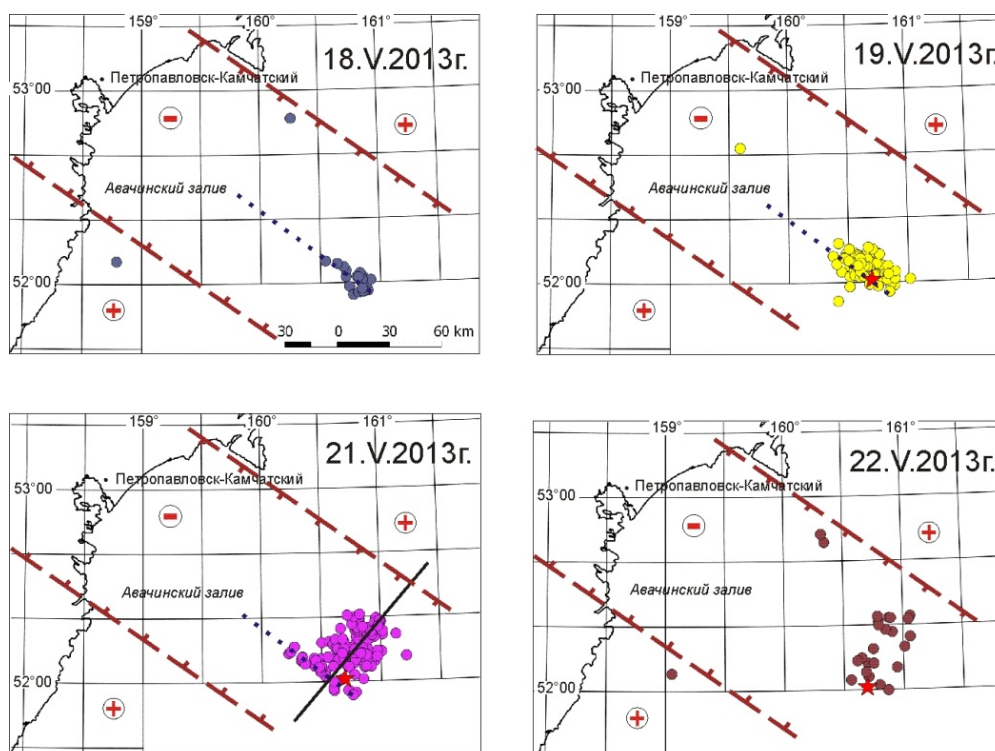 159° 160° 161°
18.V.2013г.
Петропавловск-Камчатский
53°00
Авачинский залив
52°00
30 0 30 60 km
159° 160° 161°
19.V.2013г.
Петропавловск-Камчатский
53°00
Авачинский залив
52°00
159° 160° 161°
21.V.2013г.
Петропавловск-Камчатский
53°00
Авачинский залив
52°00
159° 160° 161°
22.V.2013г.
Петропавловск-Камчатский
53°00
Авачинский залив
52°00